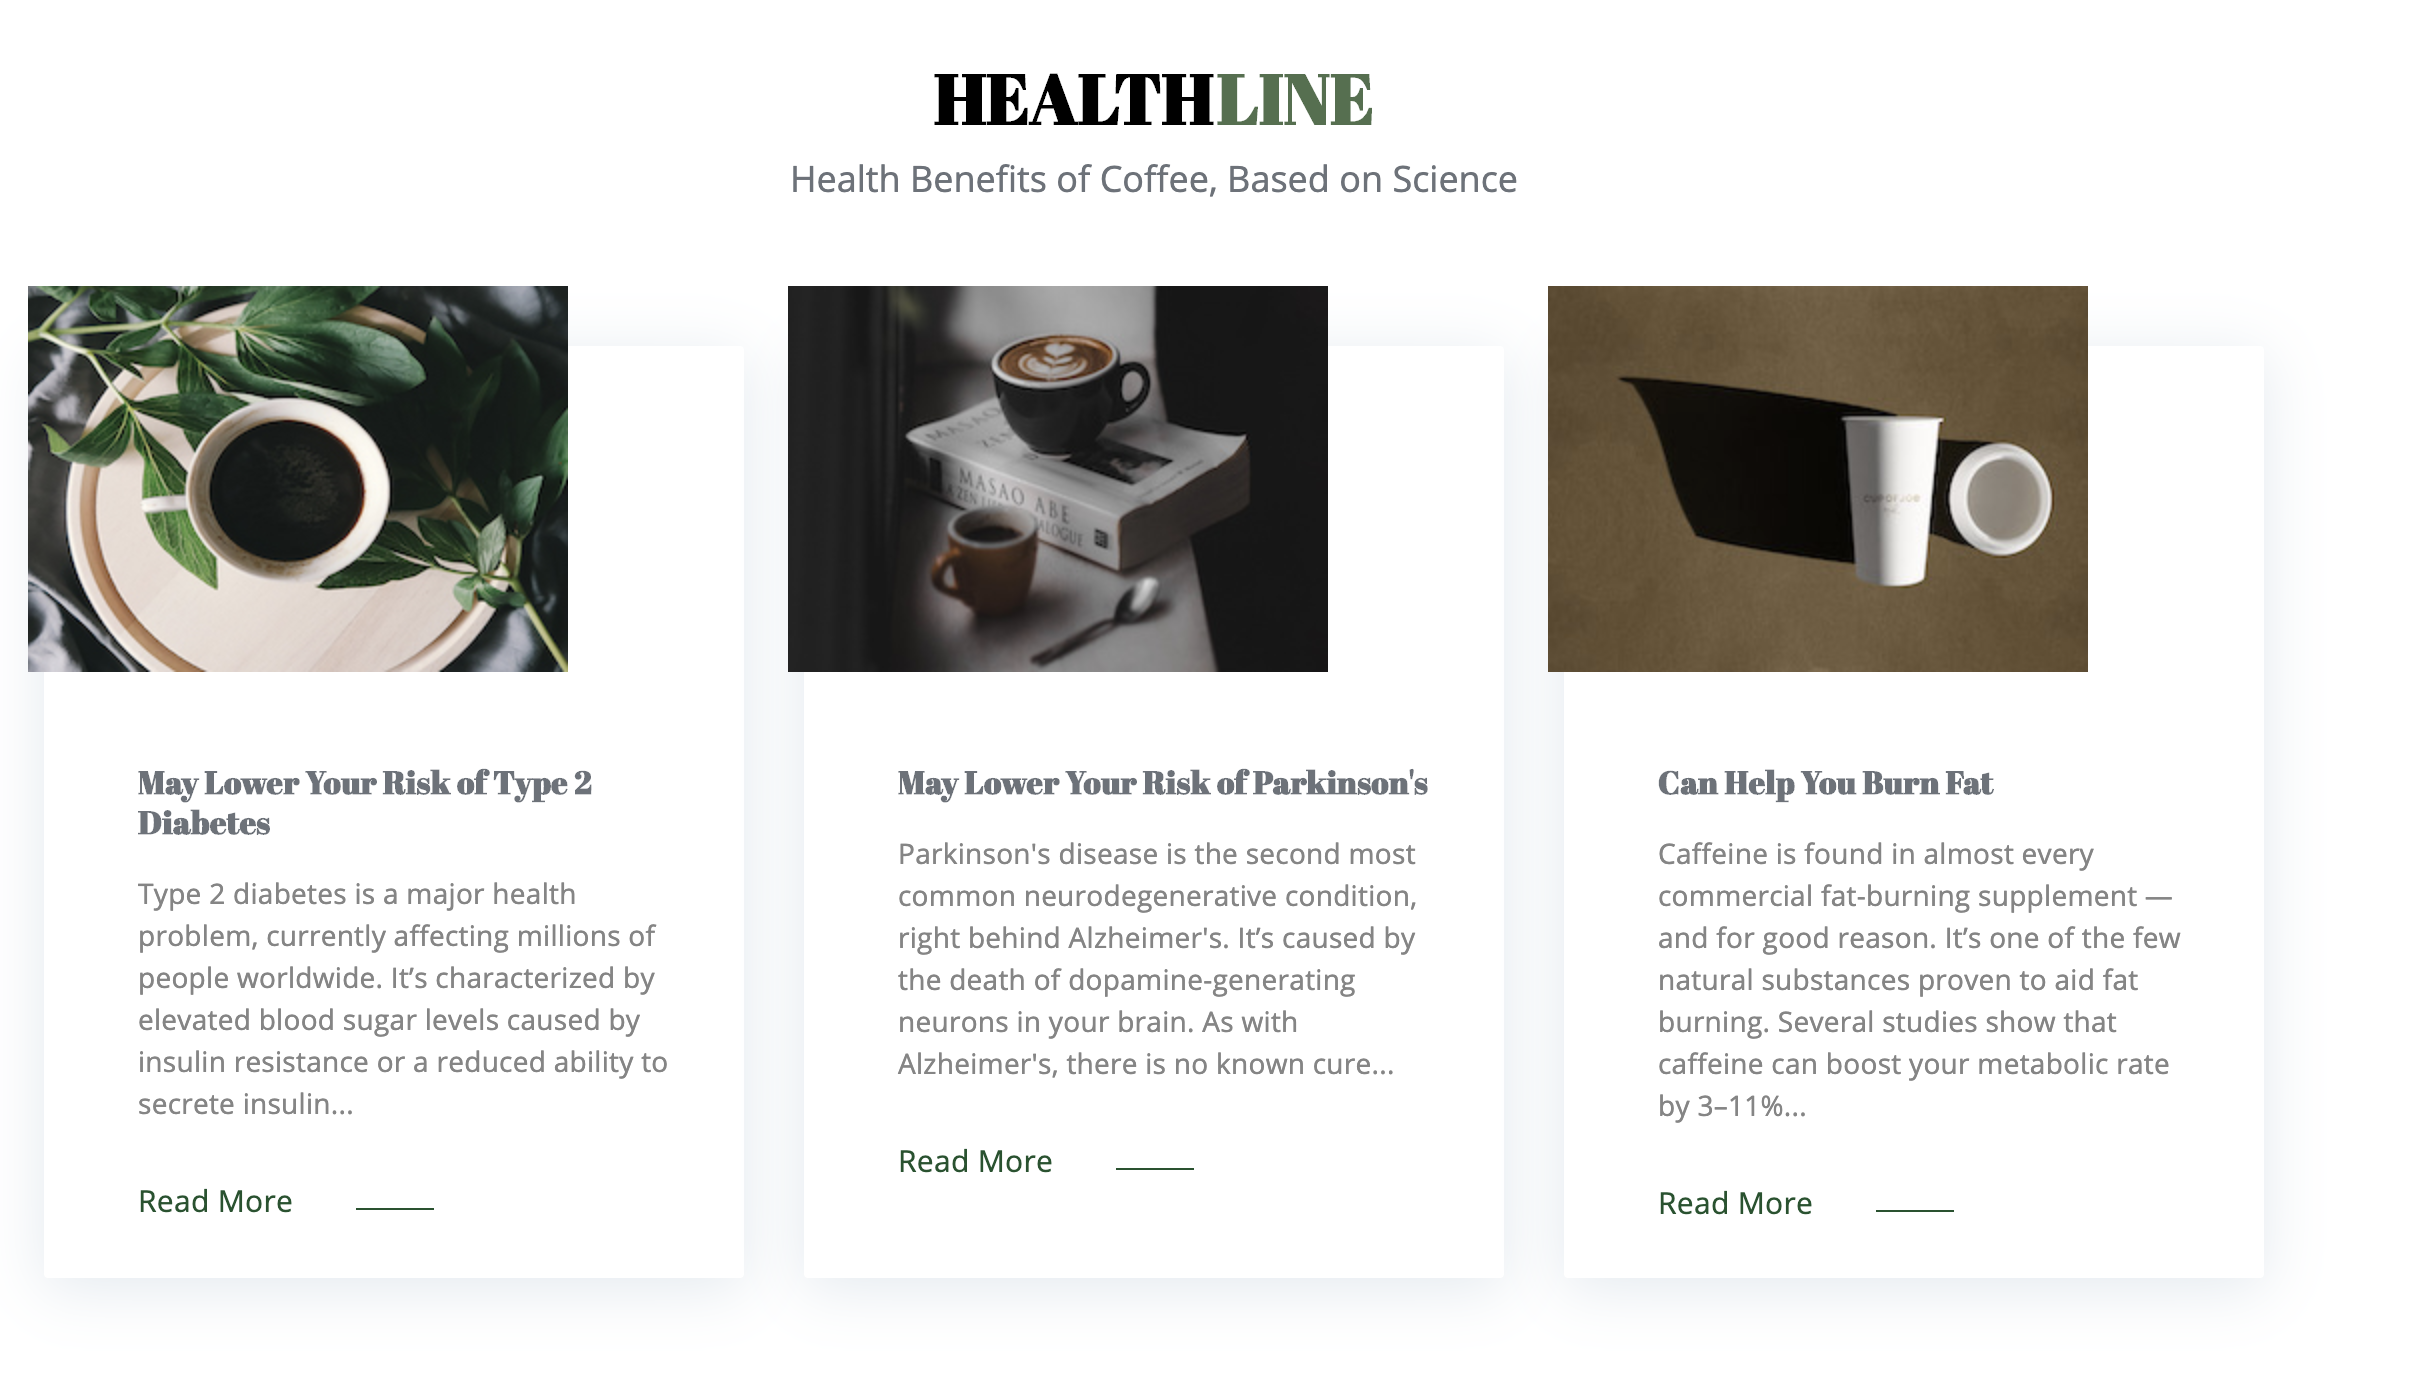 HEALTHLINE
Health Benefits of Coffee, Based on Science
MASAO ABE
CUPOFJOE
May Lower Your Risk of Type 2
Diabetes
Type 2 diabetes is a major health
problem, currently affecting millions of
people worldwide. It’s characterized by
elevated blood sugar levels caused by
insulin resistance or a reduced ability to
secrete insulin...
Read More
May Lower Your Risk of Parkinson's
Parkinson's disease is the second most
common neurodegenerative condition,
right behind Alzheimer's. It’s caused by
the death of dopamine-generating
neurons in your brain. As with
Alzheimer's, there is no known cure...
Read More
Can Help You Burn Fat
Caffeine is found in almost every
commercial fat-burning supplement —
and for good reason. It’s one of the few
natural substances proven to aid fat
burning. Several studies show that
caffeine can boost your metabolic rate
by 3–11%...
Read More